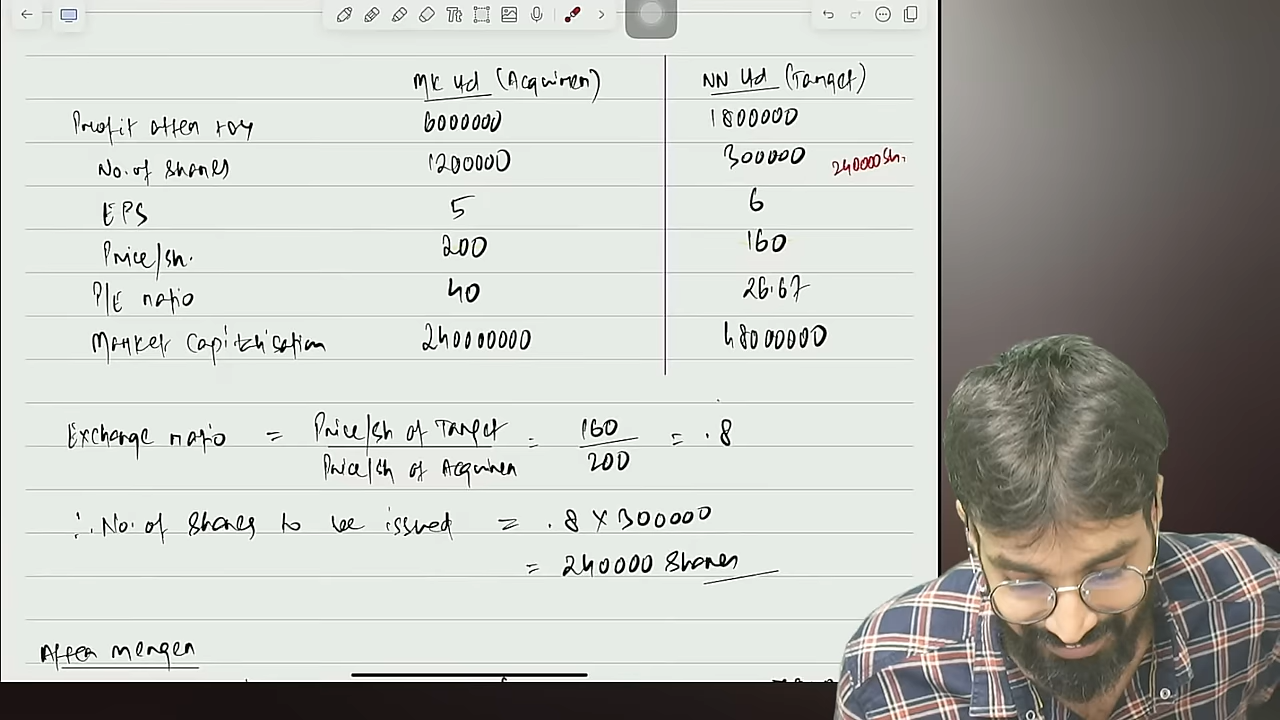 MK Ltd (Acquirer) NN Ltd (Target)
Profit after tax 6000000 1800000
No. of shares 1200000 300000 240000 Sh.
EPS 5 6
Price/sh. 200 160
P/E ratio 40 26.67
Market Capitalisation 240000000 48000000
Exchange ratio = Price/sh of Target / Price/sh of Acquirer = 160 / 200 = .8
∴ No. of shares to be issued = .8 × 300000
= 240000 Shares
After merger